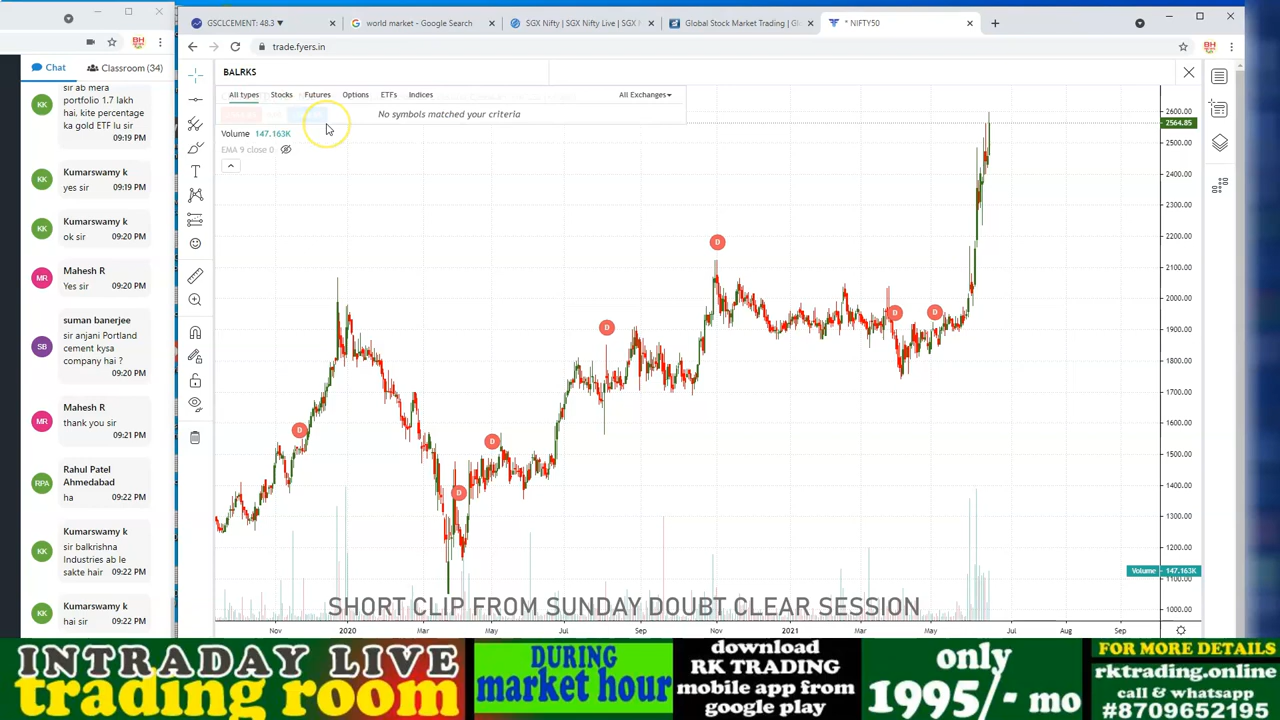 GSCLCEMENT: 48.3 ▼
world market - Google Search
SGX Nifty | SGX Nifty Live | SGX
Global Stock Market Trading | Gl
* NIFTY50
trade.fyers.in
BH
Chat
Classroom (34)
KK
sir ab mera
portfolio 1.7 lakh
hai, kite percentage
ka gold ETF lu sir
09:19 PM
KK
Kumarswamy k
yes sir
09:19 PM
KK
Kumarswamy k
ok sir
09:20 PM
MR
Mahesh R
Yes sir
09:20 PM
SB
suman banerjee
sir anjani Portland
cement kysa
company hai ?
09:20 PM
MR
Mahesh R
thank you sir
09:21 PM
RPA
Rahul Patel
Ahmedabad
ha
09:22 PM
KK
Kumarswamy k
sir balkrishna
Industries ab le
sakte hair
09:22 PM
KK
Kumarswamy k
hai sir
09:22 PM
BALRKS
All types Stocks Futures Options ETFs Indices All Exchanges
No symbols matched your criteria
Volume 147.163K
EMA 9 close 0
D
D
D
D
D
D
D
2600.00
2564.85
2500.00
2400.00
2300.00
2200.00
2100.00
2000.00
1900.00
1800.00
1700.00
1600.00
1500.00
1400.00
1300.00
1200.00
Volume 147.163K
1100.00
1000.00
Nov 2020 Mar May Jul Sep Nov 2021 Mar May Jul Aug Sep
SHORT CLIP FROM SUNDAY DOUBT CLEAR SESSION
INTRADAY LIVE
trading room
DURING
market hour
download
RK TRADING
mobile app from
google play
only
1995/- mo
FOR MORE DETAILS
rktrading.online
call & whatsapp
#8709652195